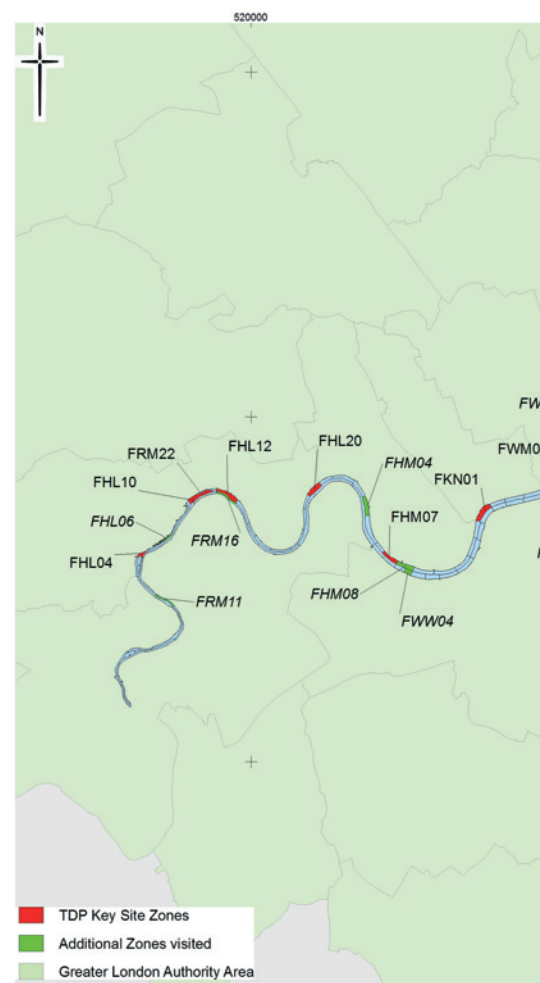 520000
N
FW
FWM0
FHL20
FHL12
FRM22
FHM04
FHL10
FKN01
FHL06
FRM16
FHM07
FHL04
FHM08
FRM11
FWW04
TDP Key Site Zones
Additional Zones visited
Greater London Authority Area